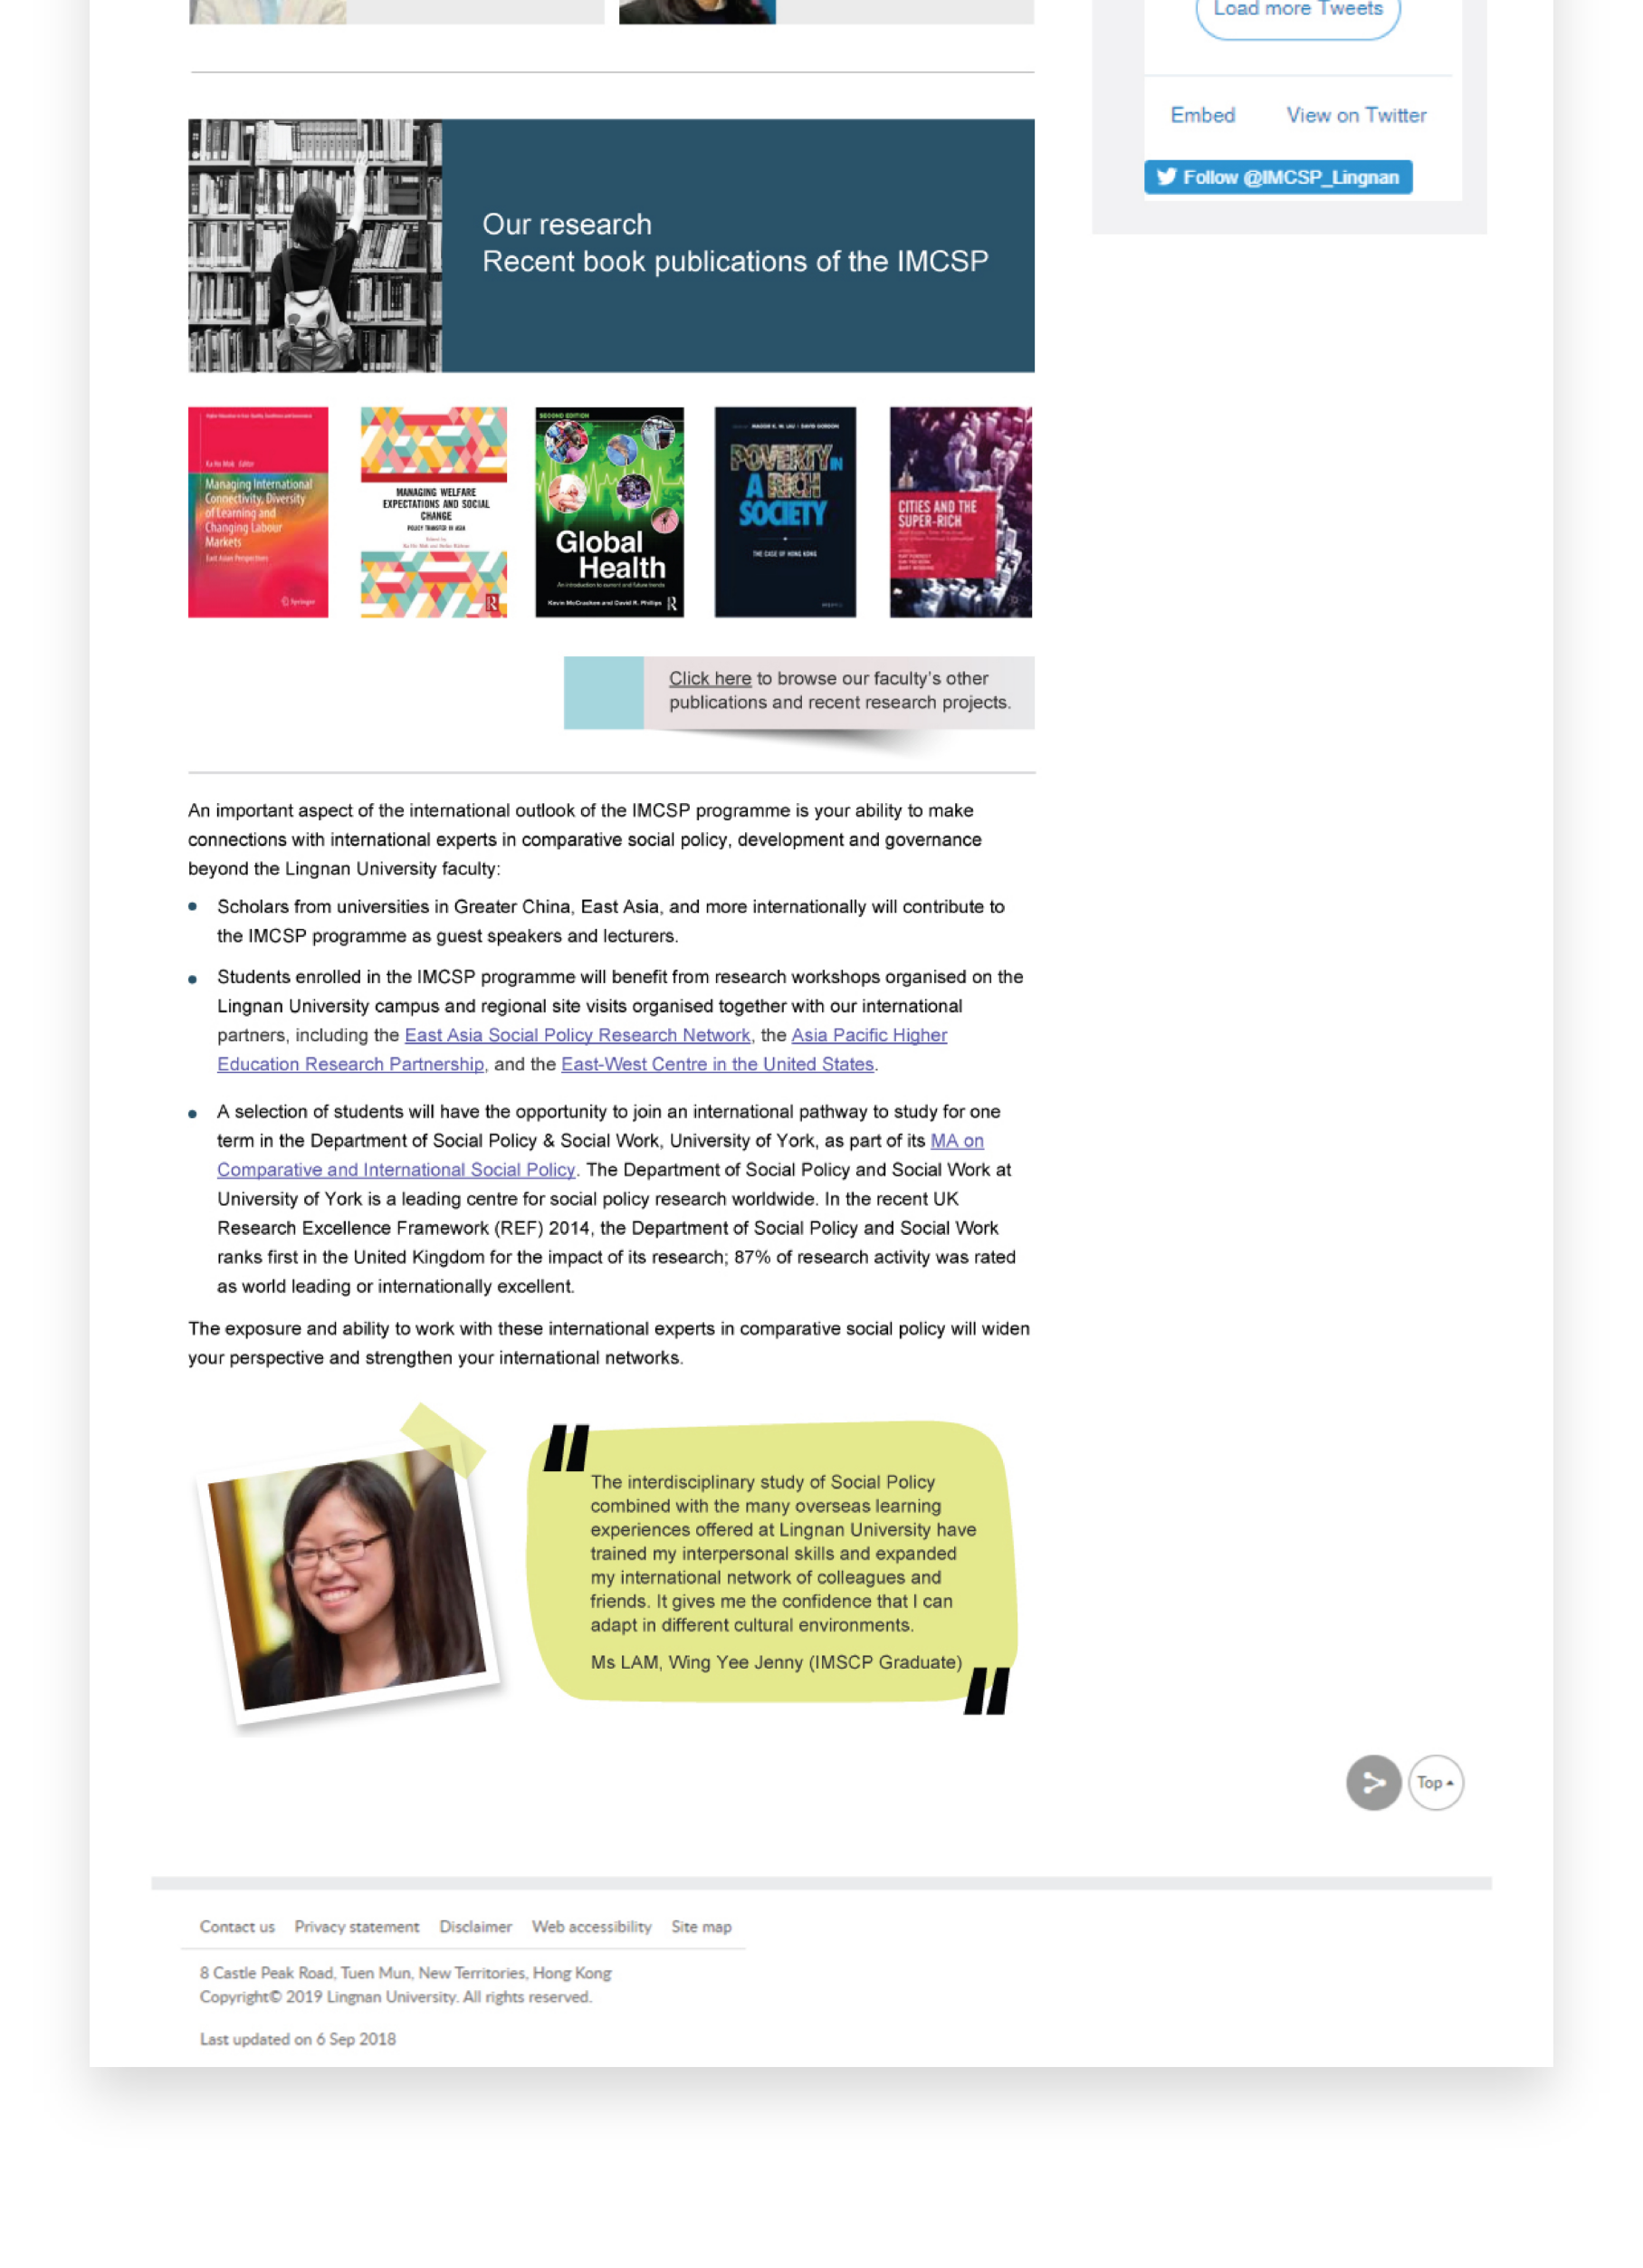 Load more Tweets
Embed View on Twitter
Follow @IMCSP_Lingnan
Our research
Recent book publications of the IMCSP
Ka Ho Mok Editor
Managing International
Connectivity, Diversity
of Learning and
Changing Labour
Markets
East Asian Perspectives
Springer
MANAGING WELFARE
EXPECTATIONS AND SOCIAL
CHANGE
POLICY TRANSFER IN ASIA
Edited by
R
SECOND EDITION
Global
Health
An introduction to current and future trends
Kevin McCracken and David R. Phillips
R
MAGGIE K. W. LAU | DAVID GORDON
POVERTY IN
A RICH
SOCIETY
THE CASE OF HONG KONG
CITIES AND THE
SUPER-RICH
Click here to browse our faculty's other
publications and recent research projects.
An important aspect of the international outlook of the IMCSP programme is your ability to make
connections with international experts in comparative social policy, development and governance
beyond the Lingnan University faculty:
Scholars from universities in Greater China, East Asia, and more internationally will contribute to
the IMCSP programme as guest speakers and lecturers.
Students enrolled in the IMCSP programme will benefit from research workshops organised on the
Lingnan University campus and regional site visits organised together with our international
partners, including the East Asia Social Policy Research Network, the Asia Pacific Higher
Education Research Partnership, and the East-West Centre in the United States.
A selection of students will have the opportunity to join an international pathway to study for one
term in the Department of Social Policy & Social Work, University of York, as part of its MA on
Comparative and International Social Policy. The Department of Social Policy and Social Work at
University of York is a leading centre for social policy research worldwide. In the recent UK
Research Excellence Framework (REF) 2014, the Department of Social Policy and Social Work
ranks first in the United Kingdom for the impact of its research; 87% of research activity was rated
as world leading or internationally excellent.
The exposure and ability to work with these international experts in comparative social policy will widen
your perspective and strengthen your international networks.
The interdisciplinary study of Social Policy
combined with the many overseas learning
experiences offered at Lingnan University have
trained my interpersonal skills and expanded
my international network of colleagues and
friends. It gives me the confidence that I can
adapt in different cultural environments.
Ms LAM, Wing Yee Jenny (IMSCP Graduate)
Top
Contact us Privacy statement Disclaimer Web accessibility Site map
8 Castle Peak Road, Tuen Mun, New Territories, Hong Kong
Copyright© 2019 Lingnan University. All rights reserved.
Last updated on 6 Sep 2018